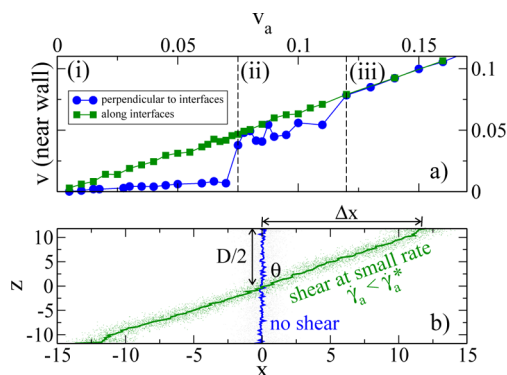 v_a
0 0.05 0.1 0.15
(i) (ii) (iii)
perpendicular to interfaces
along interfaces
v (near wall)
0.1
0.05
0
a)
Δx
D/2
θ
shear at small rate
γ̇_a < γ̇_a*
no shear
b)
z
10
5
0
-5
-10
-15 -10 -5 0 5 10 15
x